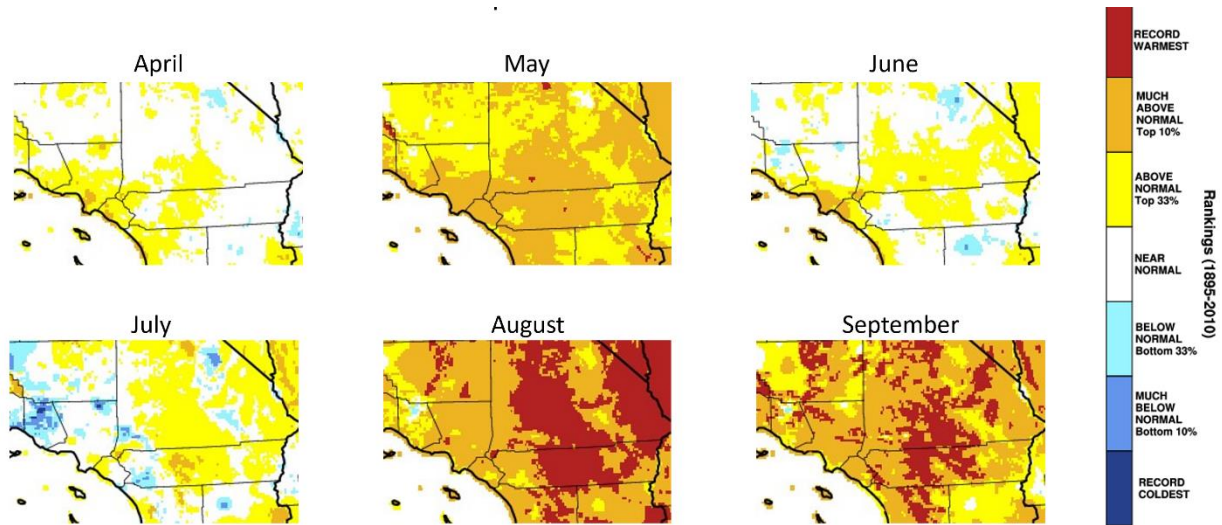 April
May
June
July
August
September
RECORD
WARMEST
MUCH
ABOVE
NORMAL
Top 10%
ABOVE
NORMAL
Top 33%
NEAR
NORMAL
BELOW
NORMAL
Bottom 33%
MUCH
BELOW
NORMAL
Bottom 10%
RECORD
COLDEST
Rankings (1895-2010)